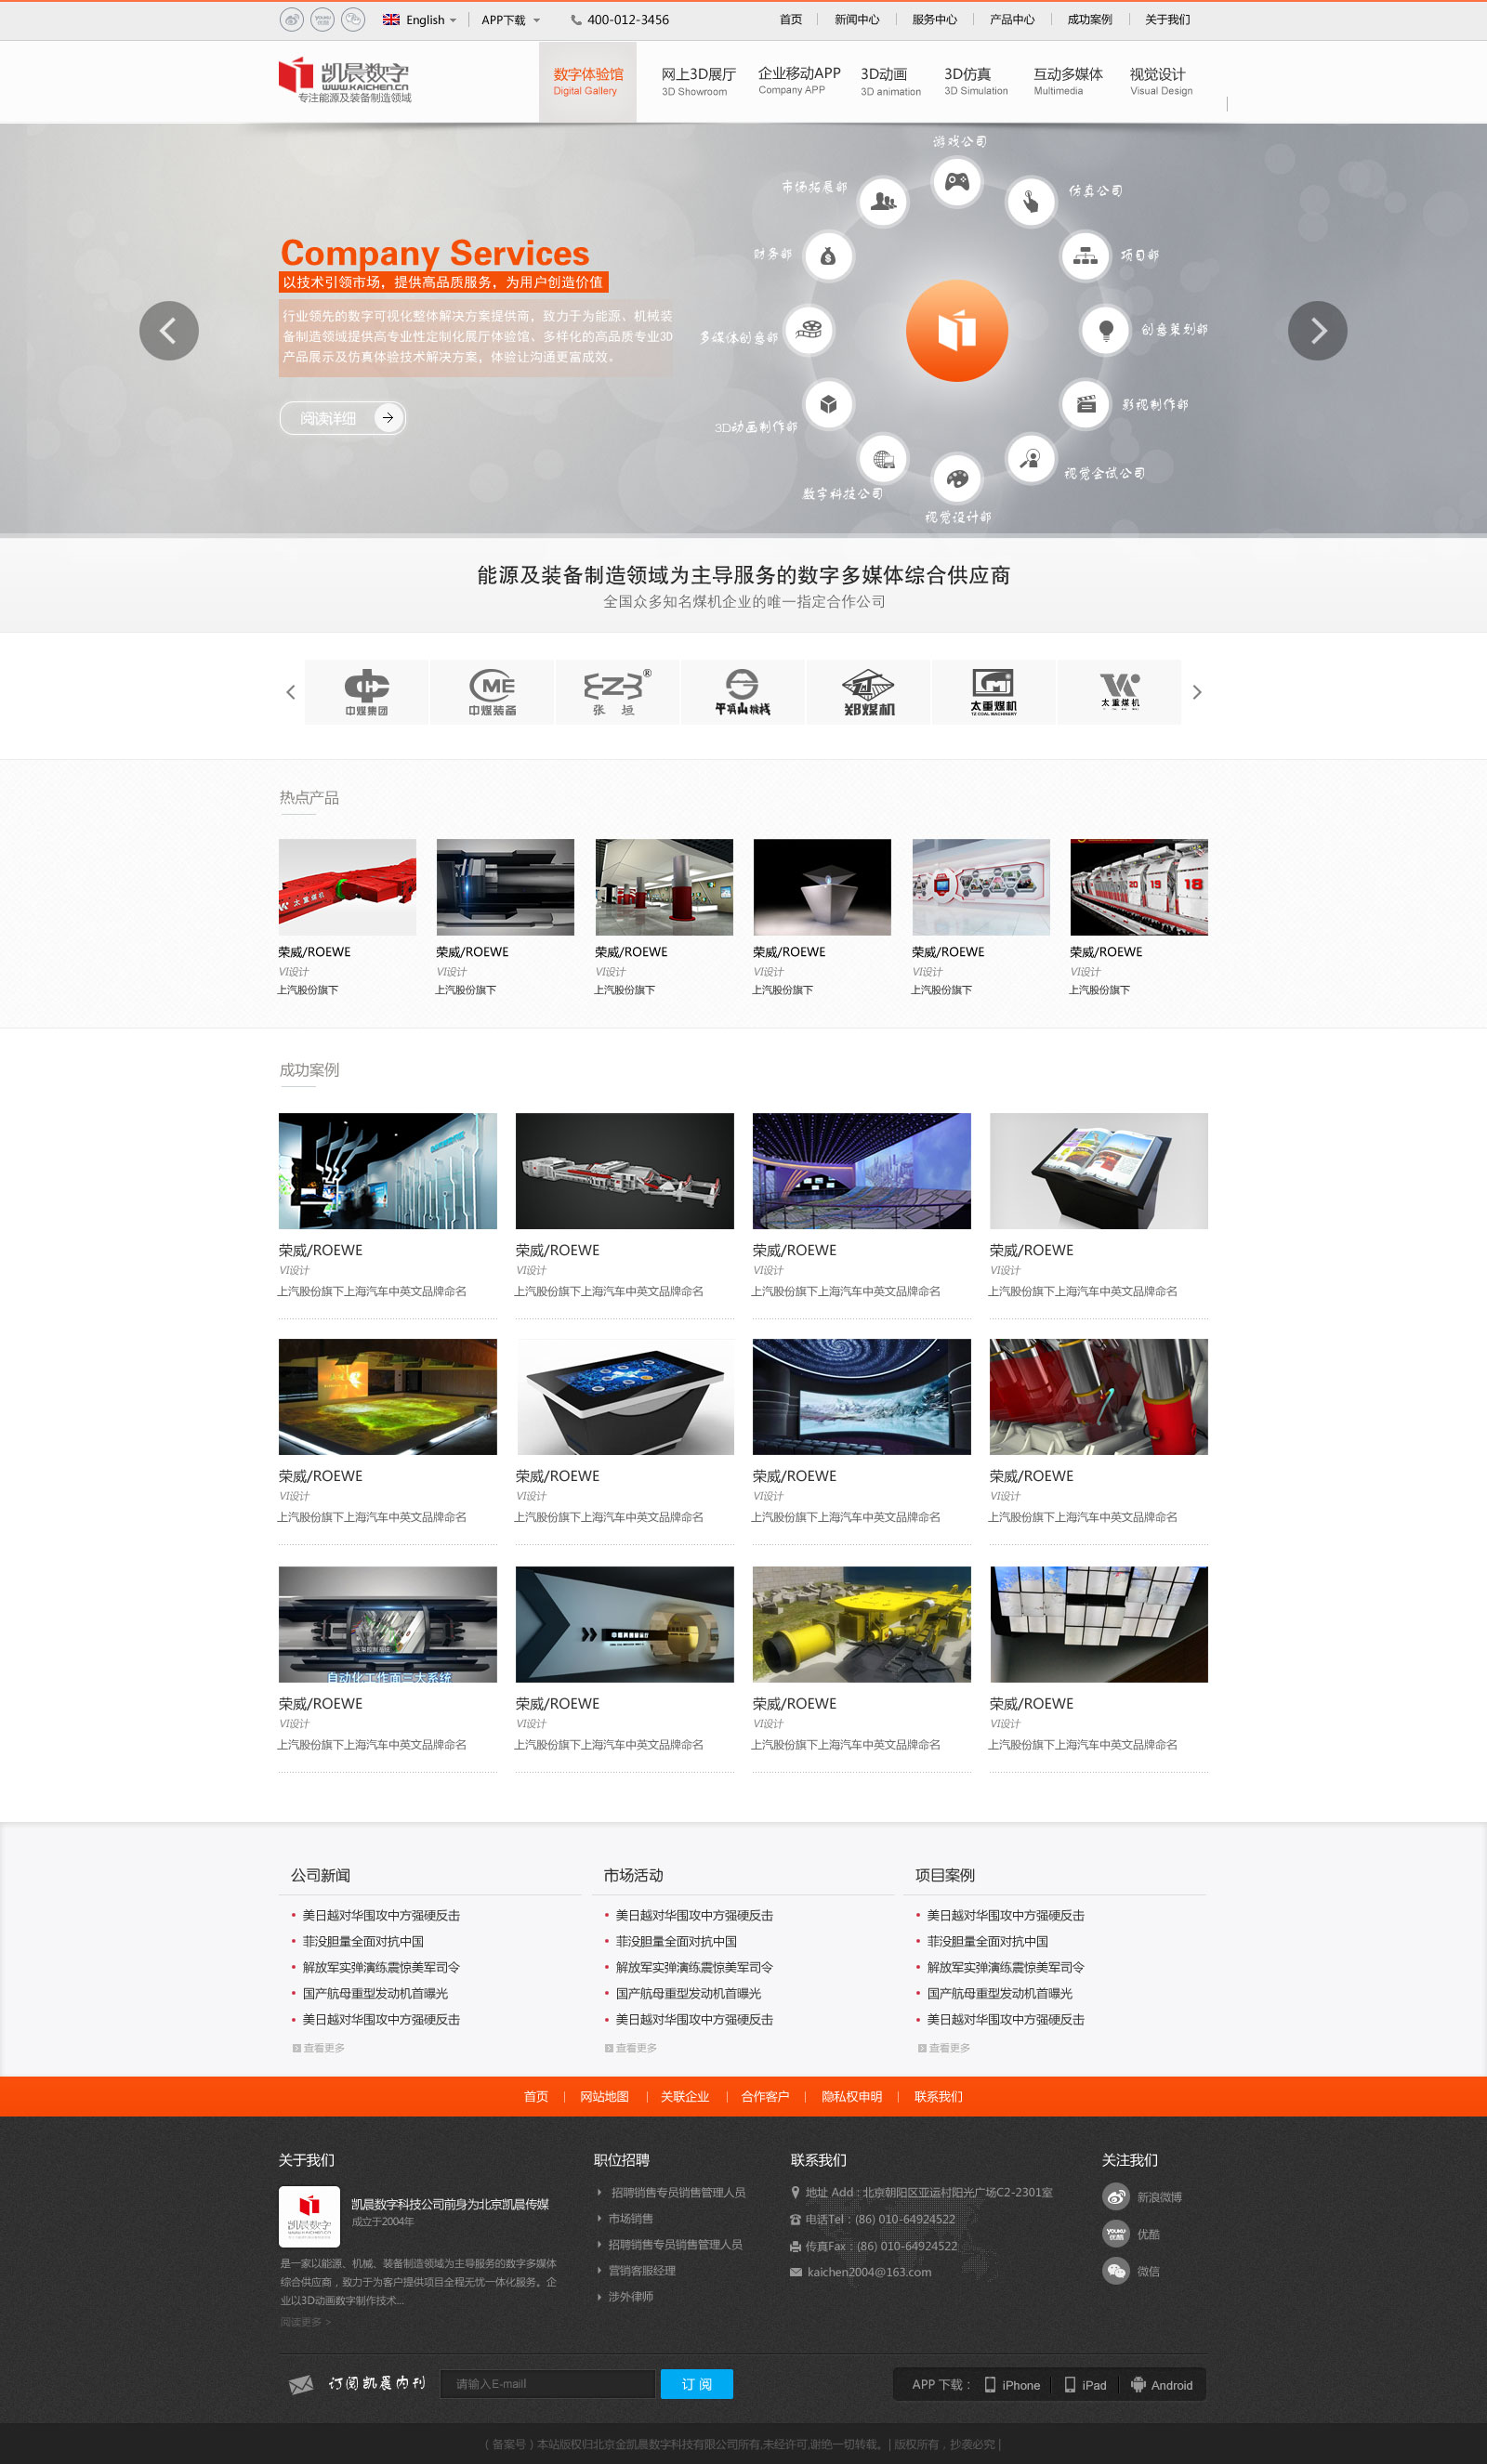 English
APP下载
400-012-3456
首页
新闻中心
服务中心
产品中心
成功案例
关于我们
凯晨数字
WWW.KAICHEN.CN
专注能源及装备制造领域
数字体验馆
Digital Gallery
网上3D展厅
3D Showroom
企业移动APP
Company APP
3D动画
3D animation
3D仿真
3D Simulation
互动多媒体
Multimedia
视觉设计
Visual Design
Company Services
以技术引领市场，提供高品质服务，为用户创造价值
行业领先的数字可视化整体解决方案提供商，致力于为能源、机械装
备制造领域提供高专业性定制化展厅体验馆、多样化的高品质专业3D
产品展示及仿真体验技术解决方案，体验让沟通更富成效。
阅读详细
游戏公司
市场拓展部
仿真公司
财务部
项目部
多媒体创意部
创意策划部
3D动画制作部
影视制作部
数字科技公司
视觉会试公司
视觉设计部
能源及装备制造领域为主导服务的数字多媒体综合供应商
全国众多知名煤机企业的唯一指定合作公司
中煤集团
CME
中煤装备
®
张 垣
郑煤机
太重煤机
TZ COAL MACHINERY
太重煤机
热点产品
太重煤机
20 19 18
荣威/ROEWE
VI设计
上汽股份旗下
荣威/ROEWE
VI设计
上汽股份旗下
荣威/ROEWE
VI设计
上汽股份旗下
荣威/ROEWE
VI设计
上汽股份旗下
荣威/ROEWE
VI设计
上汽股份旗下
荣威/ROEWE
VI设计
上汽股份旗下
成功案例
荣威/ROEWE
VI设计
上汽股份旗下上海汽车中英文品牌命名
荣威/ROEWE
VI设计
上汽股份旗下上海汽车中英文品牌命名
荣威/ROEWE
VI设计
上汽股份旗下上海汽车中英文品牌命名
荣威/ROEWE
VI设计
上汽股份旗下上海汽车中英文品牌命名
荣威/ROEWE
VI设计
上汽股份旗下上海汽车中英文品牌命名
荣威/ROEWE
VI设计
上汽股份旗下上海汽车中英文品牌命名
荣威/ROEWE
VI设计
上汽股份旗下上海汽车中英文品牌命名
荣威/ROEWE
VI设计
上汽股份旗下上海汽车中英文品牌命名
自动化工作面三大系统
荣威/ROEWE
VI设计
上汽股份旗下上海汽车中英文品牌命名
荣威/ROEWE
VI设计
上汽股份旗下上海汽车中英文品牌命名
荣威/ROEWE
VI设计
上汽股份旗下上海汽车中英文品牌命名
荣威/ROEWE
VI设计
上汽股份旗下上海汽车中英文品牌命名
公司新闻
美日越对华围攻中方强硬反击
菲没胆量全面对抗中国
解放军实弹演练震惊美军司令
国产航母重型发动机首曝光
美日越对华围攻中方强硬反击
查看更多
市场活动
美日越对华围攻中方强硬反击
菲没胆量全面对抗中国
解放军实弹演练震惊美军司令
国产航母重型发动机首曝光
美日越对华围攻中方强硬反击
查看更多
项目案例
美日越对华围攻中方强硬反击
菲没胆量全面对抗中国
解放军实弹演练震惊美军司令
国产航母重型发动机首曝光
美日越对华围攻中方强硬反击
查看更多
首页 | 网站地图 | 关联企业 | 合作客户 | 隐私权申明 | 联系我们
关于我们
凯晨数字
凯晨数字科技公司前身为北京凯晨传媒
成立于2004年
是一家以能源、机械、装备制造领域为主导服务的数字多媒体
综合供应商，致力于为客户提供项目全程无忧一体化服务。企
业以3D动画数字制作技术...
阅读更多 >
职位招聘
招聘销售专员销售管理人员
市场销售
招聘销售专员销售管理人员
营销客服经理
涉外律师
联系我们
地址 Add : 北京朝阳区亚运村阳光广场C2-2301室
电话Tel : (86) 010-64924522
传真Fax : (86) 010-64924522
kaichen2004@163.com
关注我们
新浪微博
优酷
微信
订阅凯晨内刊
请输入E-mail
订 阅
APP 下载：
iPhone
iPad
Android
( 备案号 ) 本站版权归北京金凯晨数字科技有限公司所有,未经许可,谢绝一切转载。| 版权所有，抄袭必究 |